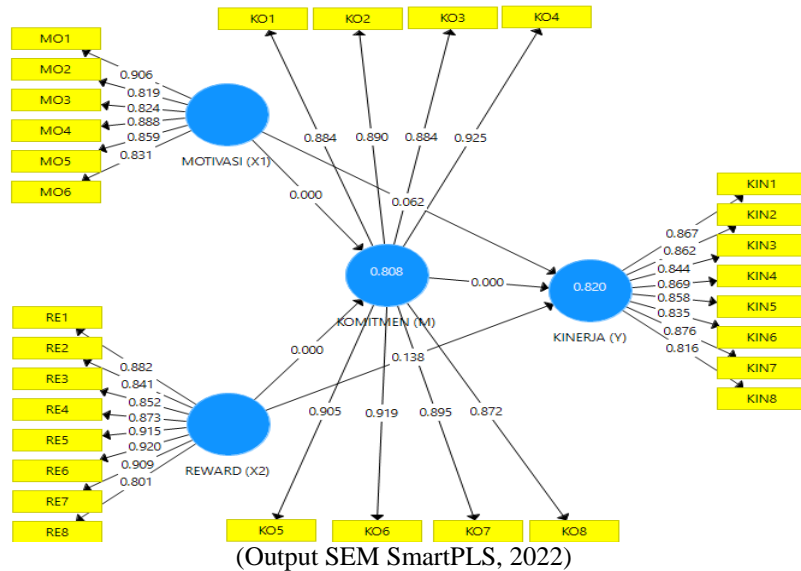 KO1
KO2
KO3
KO4
MO1
MO2
MO3
MO4
MO5
MO6
0.906
0.819
0.824
0.888
0.859
0.831
MOTIVASI (X1)
0.884
0.890
0.884
0.925
0.000
0.062
0.808
KOMITMEN (M)
0.000
0.820
KINERJA (Y)
KIN1
KIN2
KIN3
KIN4
KIN5
KIN6
KIN7
KIN8
0.867
0.862
0.844
0.869
0.858
0.835
0.876
0.816
RE1
RE2
RE3
RE4
RE5
RE6
RE7
RE8
0.882
0.841
0.852
0.873
0.915
0.920
0.909
0.801
REWARD (X2)
0.000
0.138
0.905
0.919
0.895
0.872
KO5
KO6
KO7
KO8
(Output SEM SmartPLS, 2022)